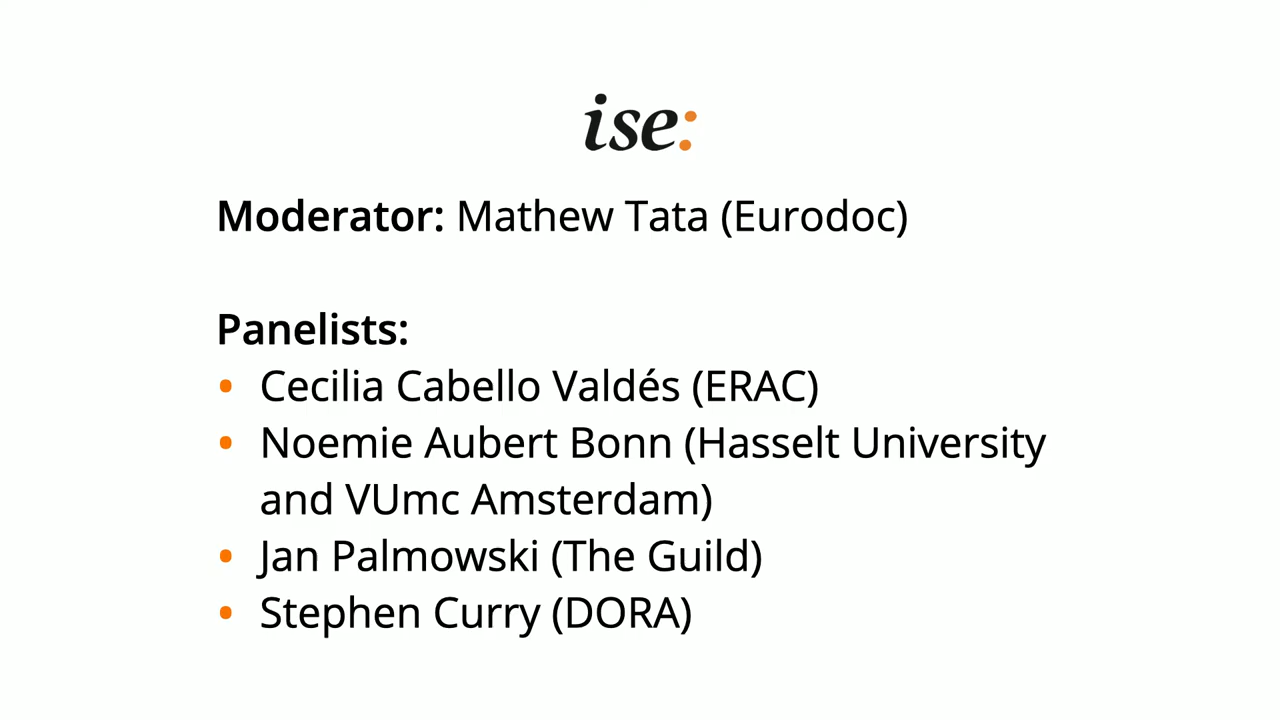 ise:
Moderator: Mathew Tata (Eurodoc)
Panelists:
• Cecilia Cabello Valdés (ERAC)
• Noemie Aubert Bonn (Hasselt University
and VUmc Amsterdam)
• Jan Palmowski (The Guild)
• Stephen Curry (DORA)